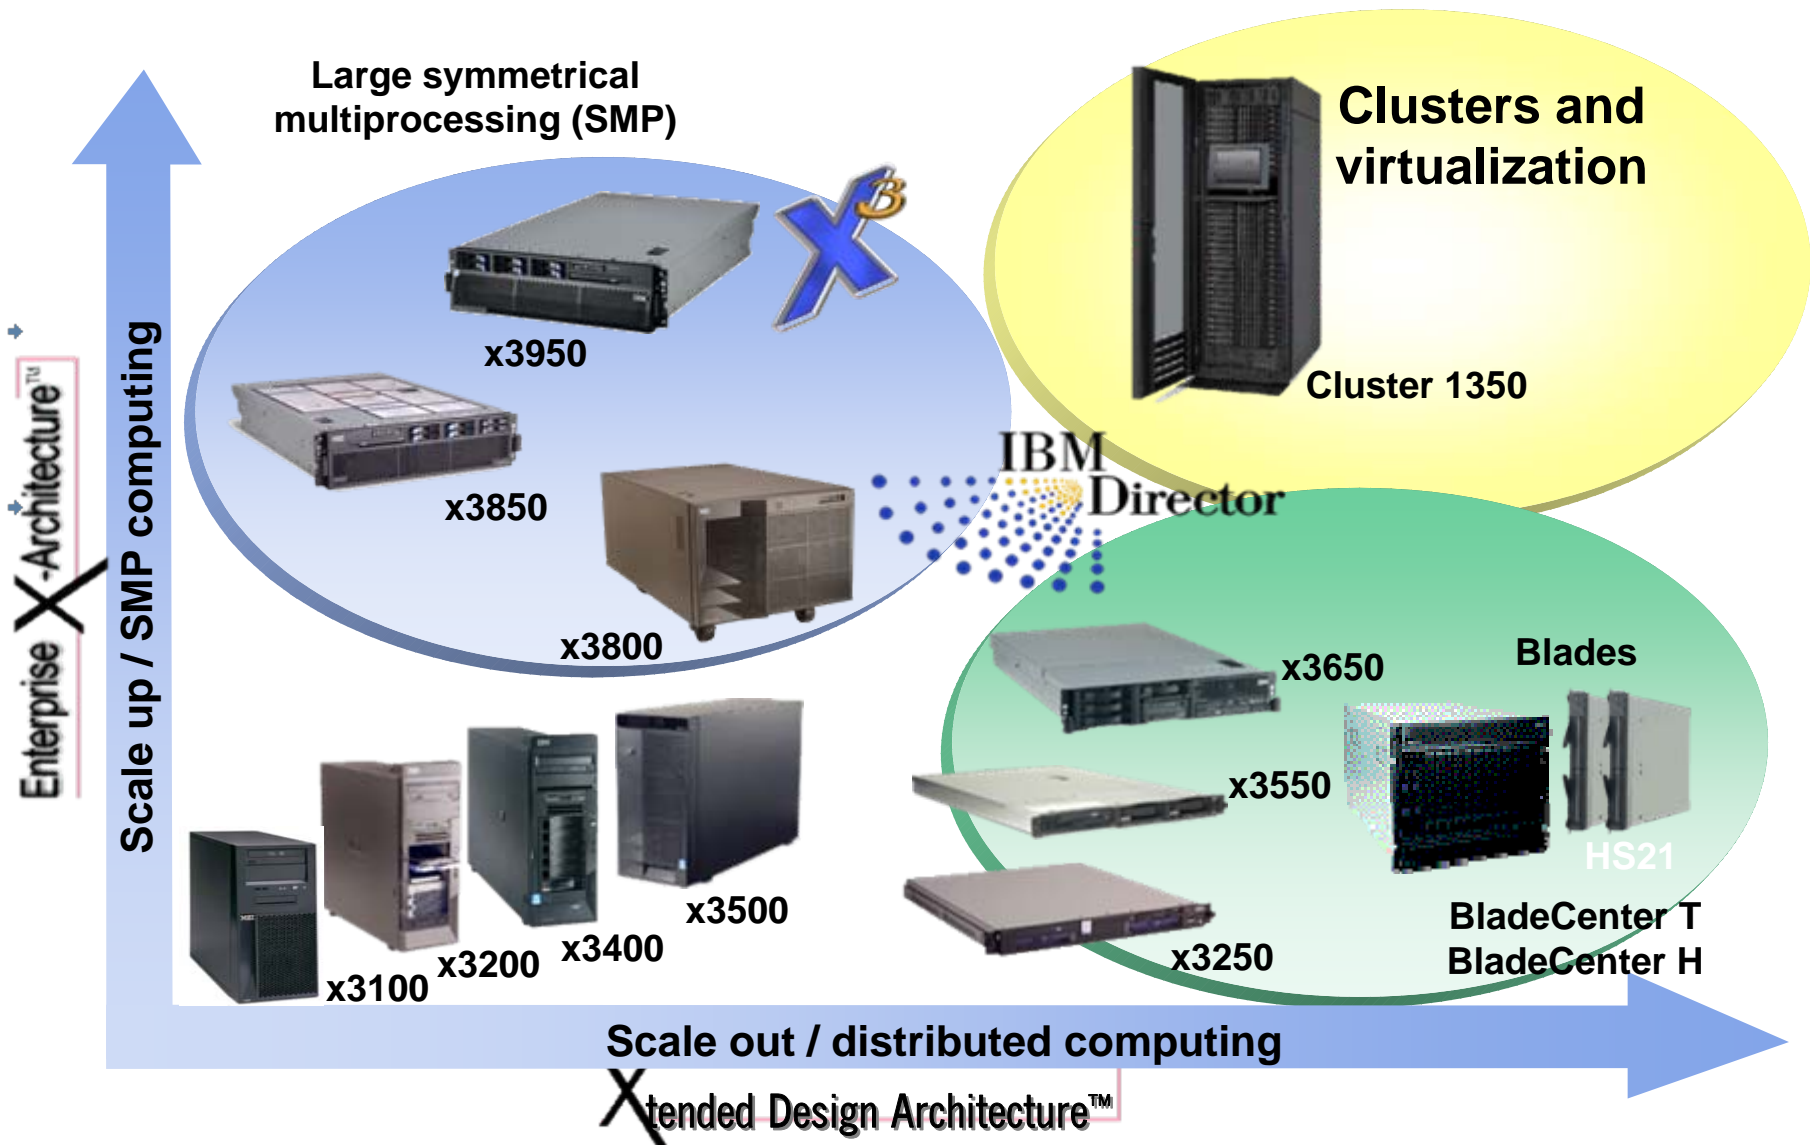 Large symmetrical
multiprocessing (SMP)
Clusters and
virtualization
X3
x3950
Cluster 1350
x3850
IBM
Director
x3800
Enterprise X-Architecture™
Scale up / SMP computing
x3650
Blades
x3550
HS21
x3500
x3400
x3200
x3100
x3250
BladeCenter T
BladeCenter H
Scale out / distributed computing
Xtended Design Architecture™